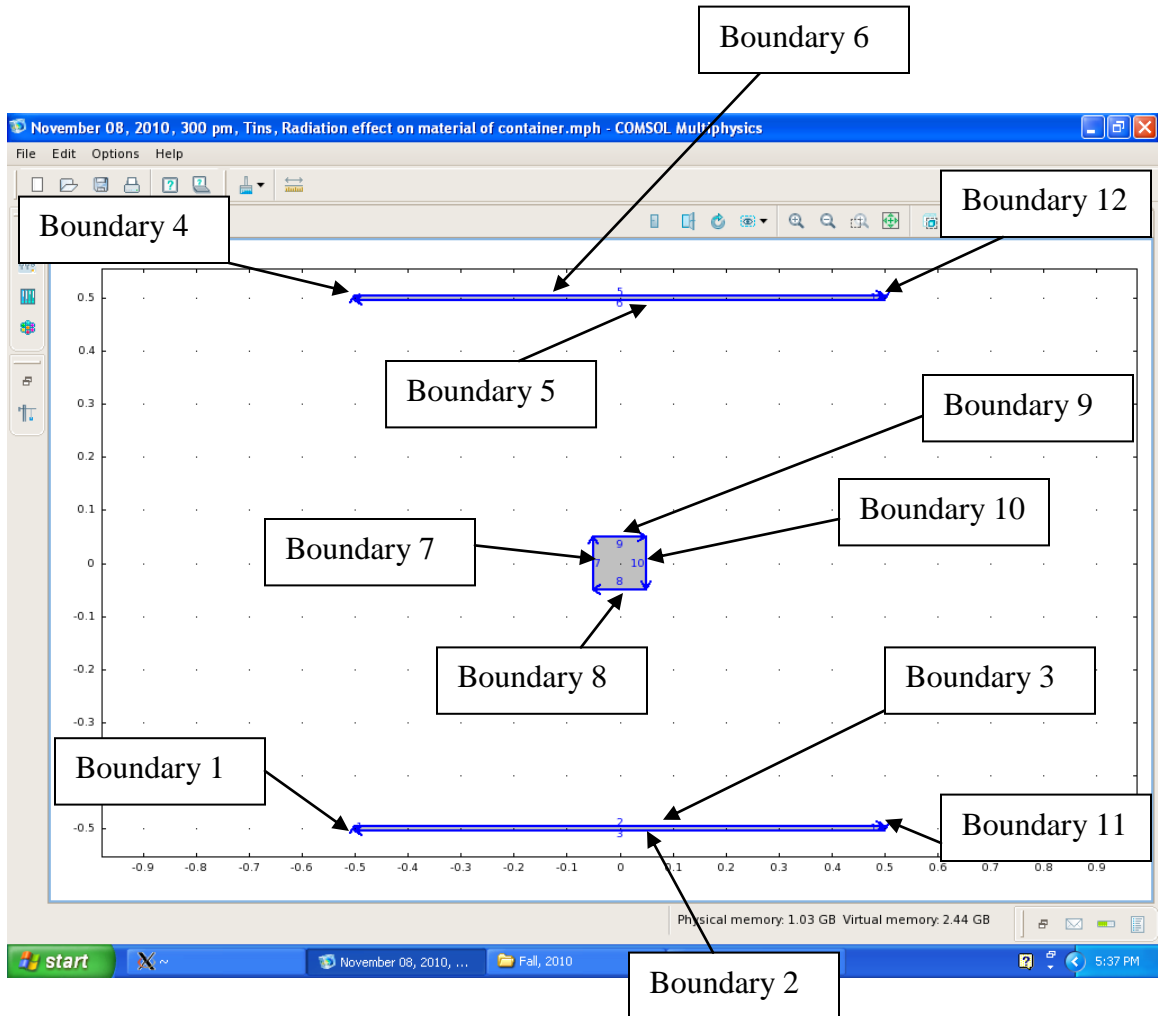 Boundary 6
November 08, 2010, 300 pm, Tins, Radiation effect on material of container.mph - COMSOL Multiphysics
File Edit Options Help
Boundary 4
Boundary 12
0.5
5
6
0.4
Boundary 5
0.3
Boundary 9
0.2
0.1
Boundary 10
Boundary 7
9
0
7
10
8
-0.1
-0.2
Boundary 8
Boundary 3
-0.3
Boundary 1
-0.5
1
2
3
Boundary 11
-0.9 -0.8 -0.7 -0.6 -0.5 -0.4 -0.3 -0.2 -0.1 0 0.1 0.2 0.3 0.4 0.5 0.6 0.7 0.8 0.9
Physical memory: 1.03 GB Virtual memory: 2.44 GB
start
~
November 08, 2010, ...
Fall, 2010
5:37 PM
Boundary 2